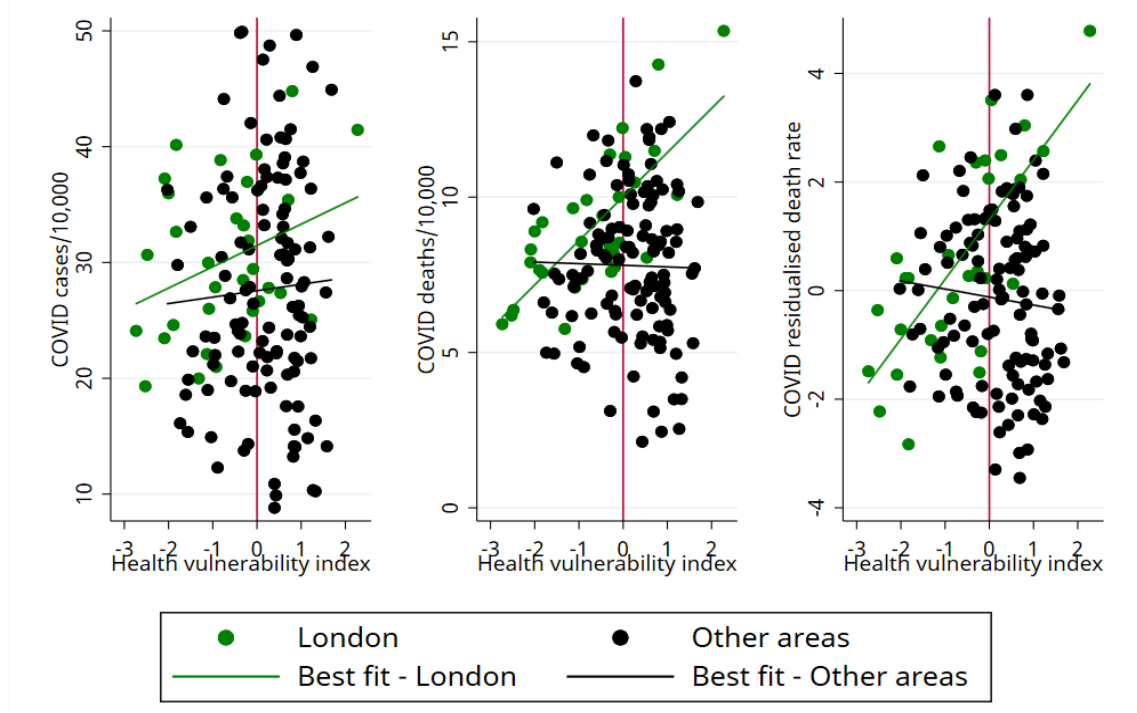 COVID cases/10,000
50
40
30
20
10
-3 -2 -1 0 1 2
Health vulnerability index
COVID deaths/10,000
15
10
5
0
-3 -2 -1 0 1 2
Health vulnerability index
COVID residualised death rate
4
2
0
-2
-4
-3 -2 -1 0 1 2
Health vulnerability index
London
Other areas
Best fit - London
Best fit - Other areas